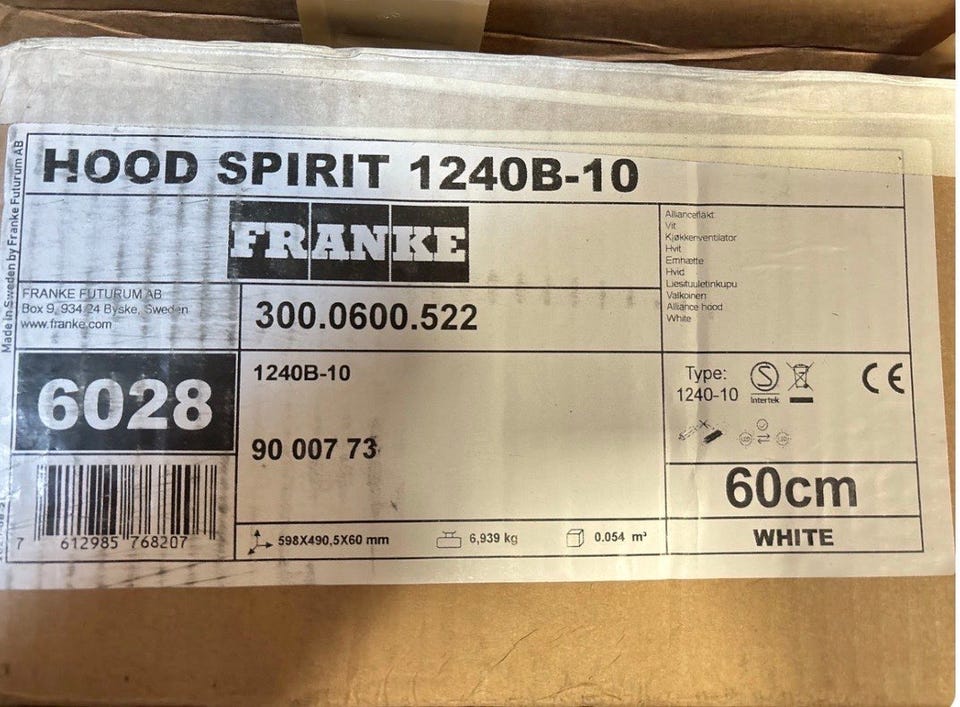 HOOD SPIRIT 1240B-10
Made in Sweden by Franke Futurum AB
FRANKE
Alliancefläkt
Vit
Kjøkkenventilator
Hvit
Emhætte
Hvid
Liesituuletinkupu
Valkoinen
Alliance hood
White
FRANKE FUTURUM AB
Box 9, 934 24 Byske, Sweden
www.franke.com
300.0600.522
6028
1240B-10
90 007 73
Type:
1240-10
S
Intertek
CE
LED LED
60cm
WHITE
7 612985 768207
598X490,5X60 mm
6,939 kg
0.054 m³